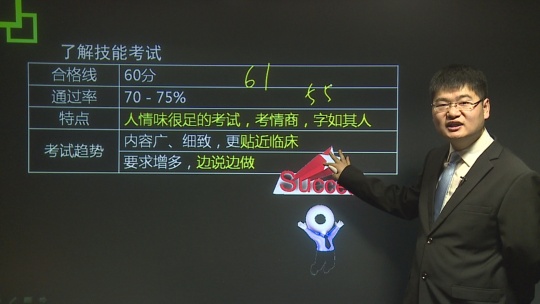 了解技能考试
合格线 60分 61
通过率 70-75% 55
特点 人情味很足的考试，考情商，字如其人
考试趋势 内容广、细致，更贴近临床
要求增多，边说边做
Succe